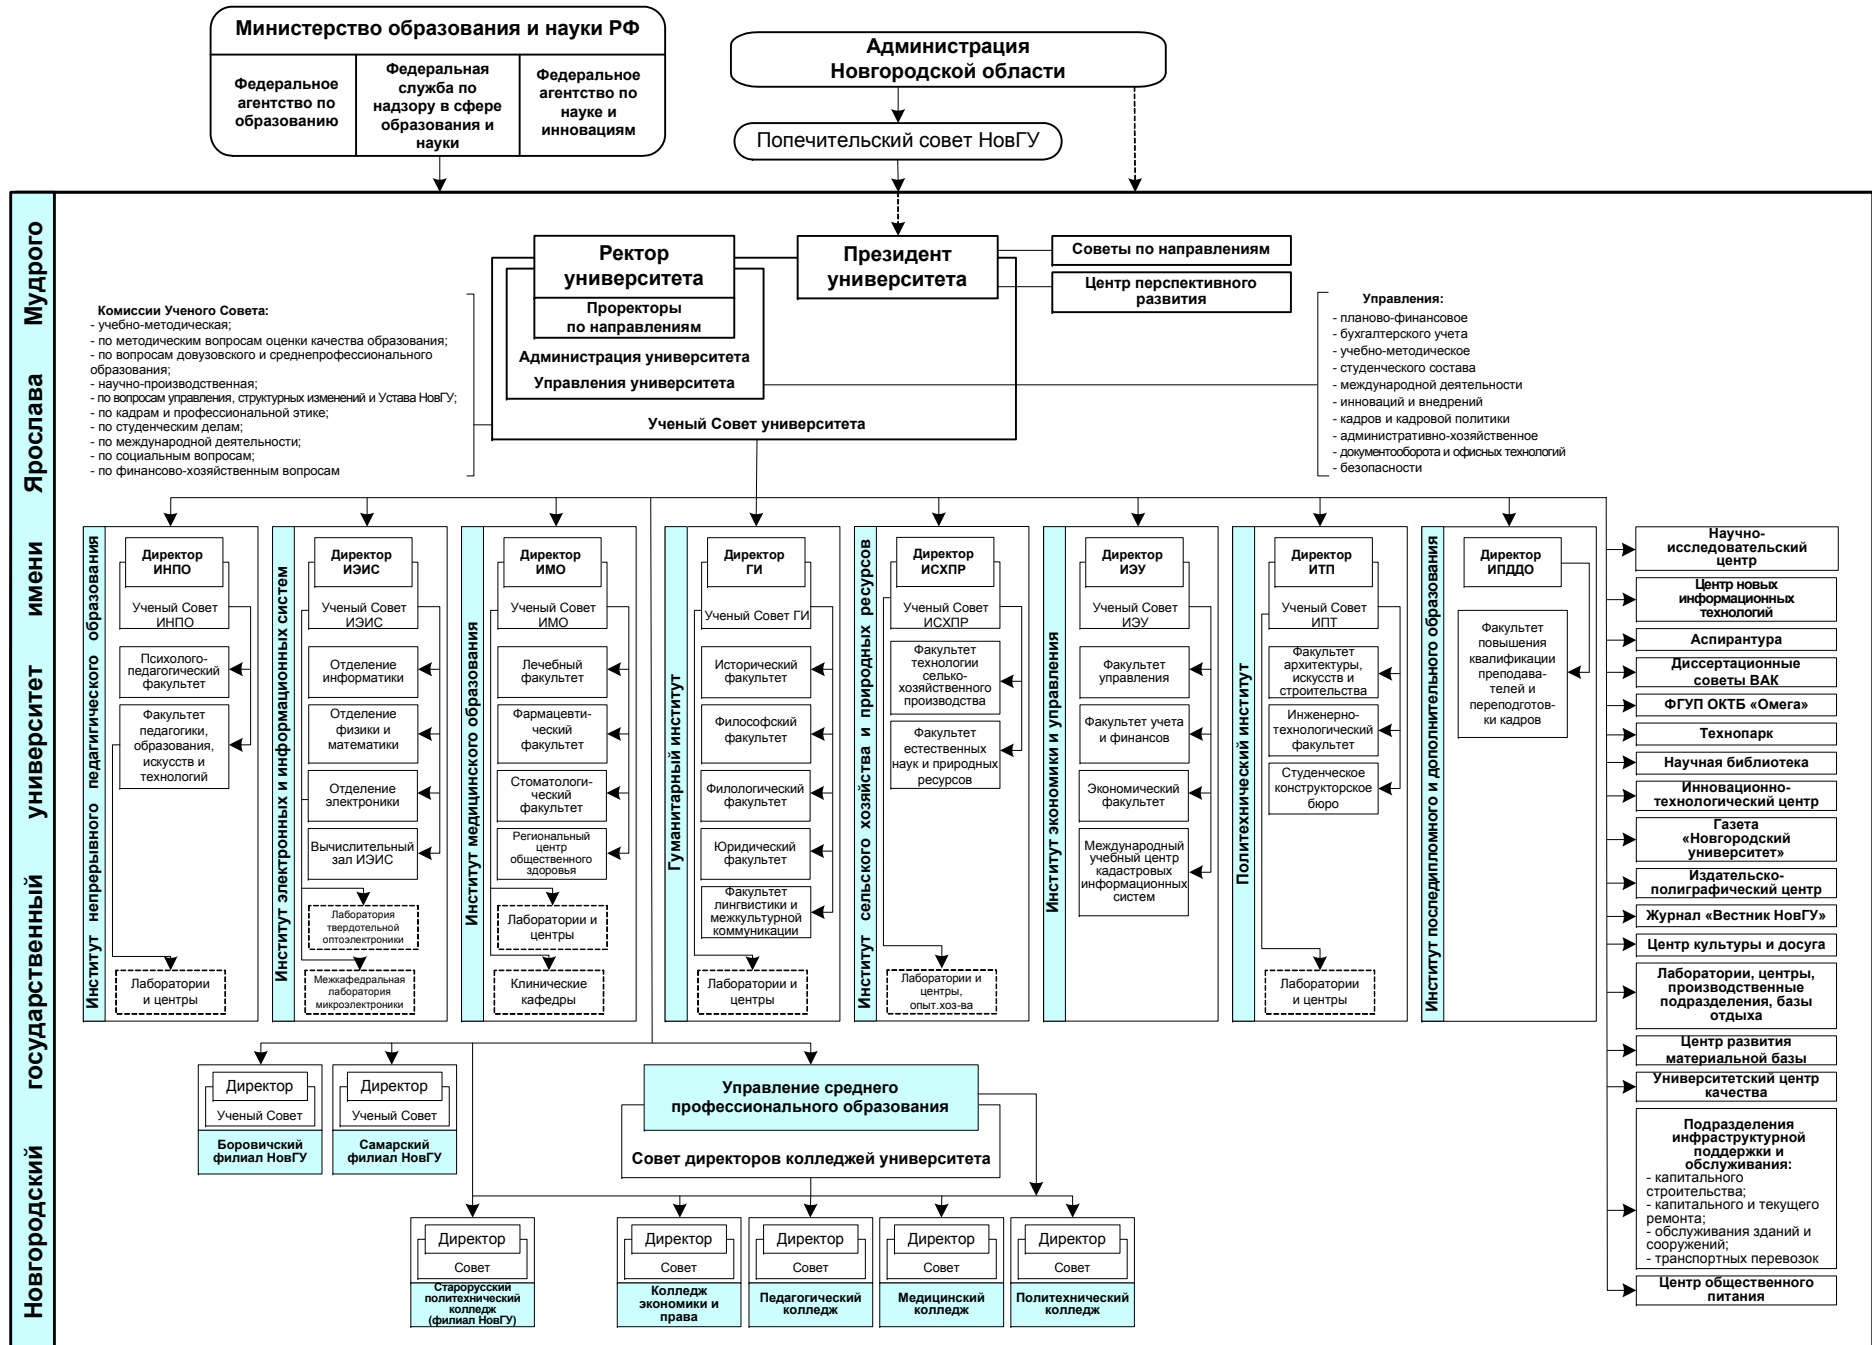 Министерство образования и науки РФ
Федеральное
агентство по
образованию
Федеральная
служба по
надзору в сфере
образования и
науки
Федеральное
агентство по
науке и
инновациям
Администрация
Новгородской области
Попечительский совет НовГУ
Новгородский государственный университет имени Ярослава Мудрого
Ректор
университета
Проректоры
по направлениям
Администрация университета
Управления университета
Ученый Совет университета
Президент
университета
Советы по направлениям
Центр перспективного
развития
Комиссии Ученого Совета:
- учебно-методическая;
- по методическим вопросам оценки качества образования;
- по вопросам довузовского и среднепрофессионального
образования;
- научно-производственная;
- по вопросам управления, структурных изменений и Устава НовГУ;
- по кадрам и профессиональной этике;
- по студенческим делам;
- по международной деятельности;
- по социальным вопросам;
- по финансово-хозяйственным вопросам
Управления:
- планово-финансовое
- бухгалтерского учета
- учебно-методическое
- студенческого состава
- международной деятельности
- инноваций и внедрений
- кадров и кадровой политики
- административно-хозяйственное
- документооборота и офисных технологий
- безопасности
Институт непрерывного педагогического образования
Директор
ИНПО
Ученый Совет
ИНПО
Психолого-
педагогический
факультет
Факультет
педагогики,
образования,
искусств и
технологий
Лаборатории
и центры
Институт электронных и информационных систем
Директор
ИЭИС
Ученый Совет
ИЭИС
Отделение
информатики
Отделение
физики и
математики
Отделение
электроники
Вычислительный
зал ИЭИС
Лаборатория
твердотельной
оптоэлектроники
Межкафедральная
лаборатория
микроэлектроники
Институт медицинского образования
Директор
ИМО
Ученый Совет
ИМО
Лечебный
факультет
Фармацевти-
ческий
факультет
Стоматологи-
ческий
факультет
Региональный
центр
общественного
здоровья
Лаборатории и
центры
Клинические
кафедры
Гуманитарный институт
Директор
ГИ
Ученый Совет ГИ
Исторический
факультет
Философский
факультет
Филологический
факультет
Юридический
факультет
Факультет
лингвистики и
межкультурной
коммуникации
Лаборатории
и центры
Институт сельского хозяйства и природных ресурсов
Директор
ИСХПР
Ученый Совет
ИСХПР
Факультет
технологии
сельско-
хозяйственного
производства
Факультет
естественных
наук и природных
ресурсов
Лаборатории и
центры,
опыт.хоз-ва
Институт экономики и управления
Директор
ИЭУ
Ученый Совет
ИЭУ
Факультет
управления
Факультет учета
и финансов
Экономический
факультет
Международный
учебный центр
кадастровых
информационных
систем
Политехнический институт
Директор
ИТП
Ученый Совет
ИПТ
Факультет
архитектуры,
искусств и
строительства
Инженерно-
технологический
факультет
Студенческое
конструкторское
бюро
Лаборатории
и центры
Институт последипломного и дополнительного образования
Директор
ИПДДО
Факультет
повышения
квалификации
преподава-
телей и
переподготов-
ки кадров
Научно-
исследовательский
центр
Центр новых
информационных
технологий
Аспирантура
Диссертационные
советы ВАК
ФГУП ОКТБ «Омега»
Технопарк
Научная библиотека
Инновационно-
технологический центр
Газета
«Новгородский
университет»
Издательско-
полиграфический центр
Журнал «Вестник НовГУ»
Центр культуры и досуга
Лаборатории, центры,
производственные
подразделения, базы
отдыха
Центр развития
материальной базы
Университетский центр
качества
Подразделения
инфраструктурной
поддержки и
обслуживания:
- капитального
строительства;
- капитального и текущего
ремонта;
- обслуживания зданий и
сооружений;
- транспортных перевозок
Центр общественного
питания
Директор
Ученый Совет
Боровичский
филиал НовГУ
Директор
Ученый Совет
Самарский
филиал НовГУ
Управление среднего
профессионального образования
Совет директоров колледжей университета
Директор
Совет
Старорусский
политехнический
колледж
(филиал НовГУ)
Директор
Совет
Колледж
экономики и
права
Директор
Совет
Педагогический
колледж
Директор
Совет
Медицинский
колледж
Директор
Совет
Политехнический
колледж